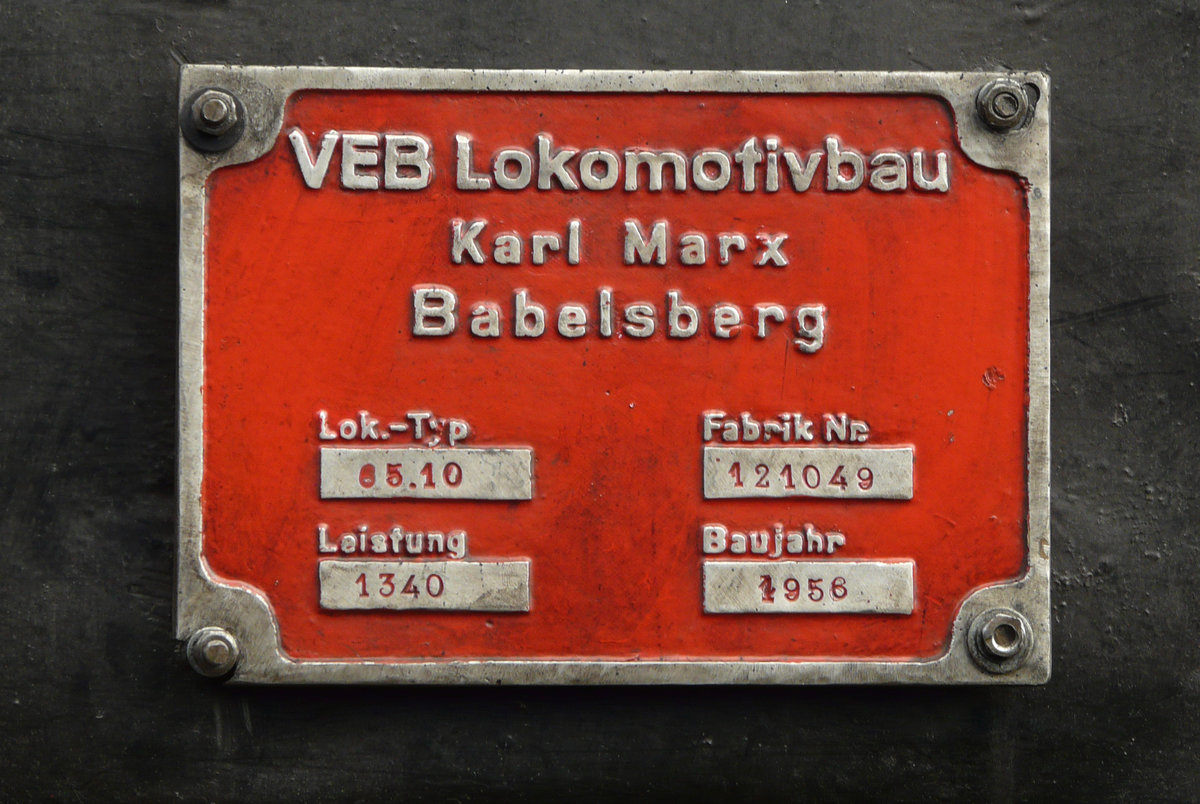 VEB Lokomotivbau
Karl Marx
Babelsberg
Lok.-Typ
65.10
Fabrik Nr.
121049
Leistung
1340
Baujahr
1956